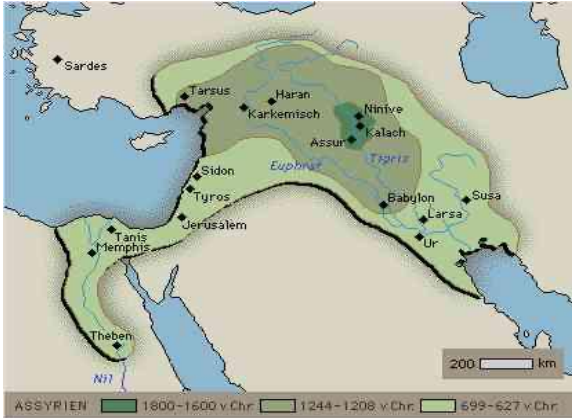 Sardes
Tarsus
Haran
Karkemisch
Ninive
Kalach
Assur
Tigris
Euphrat
Sidon
Tyros
Babylon
Susa
Larsa
Jerusalem
Ur
Tanis
Memphis
Theben
Nil
200 km
ASSYRIEN 1800-1600 v.Chr. 1244-1208 v.Chr. 699-627 v.Chr.